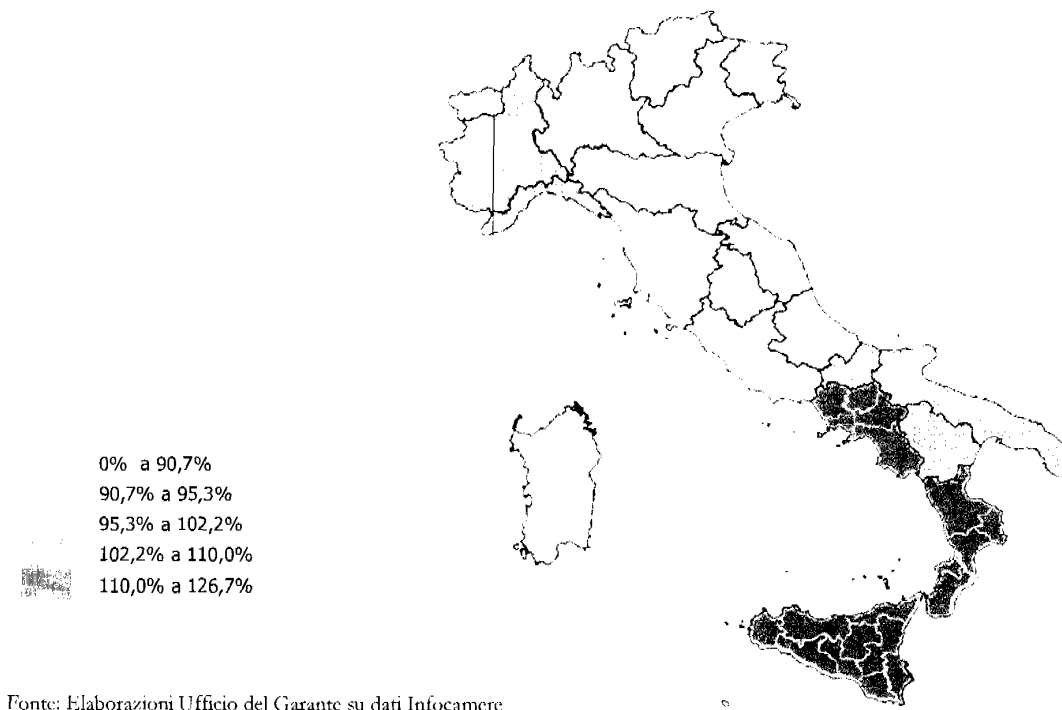 0% a 90,7%
90,7% a 95,3%
95,3% a 102,2%
102,2% a 110,0%
110,0% a 126,7%
Fonte: Elaborazioni Ufficio del Garante su dati Infocamere